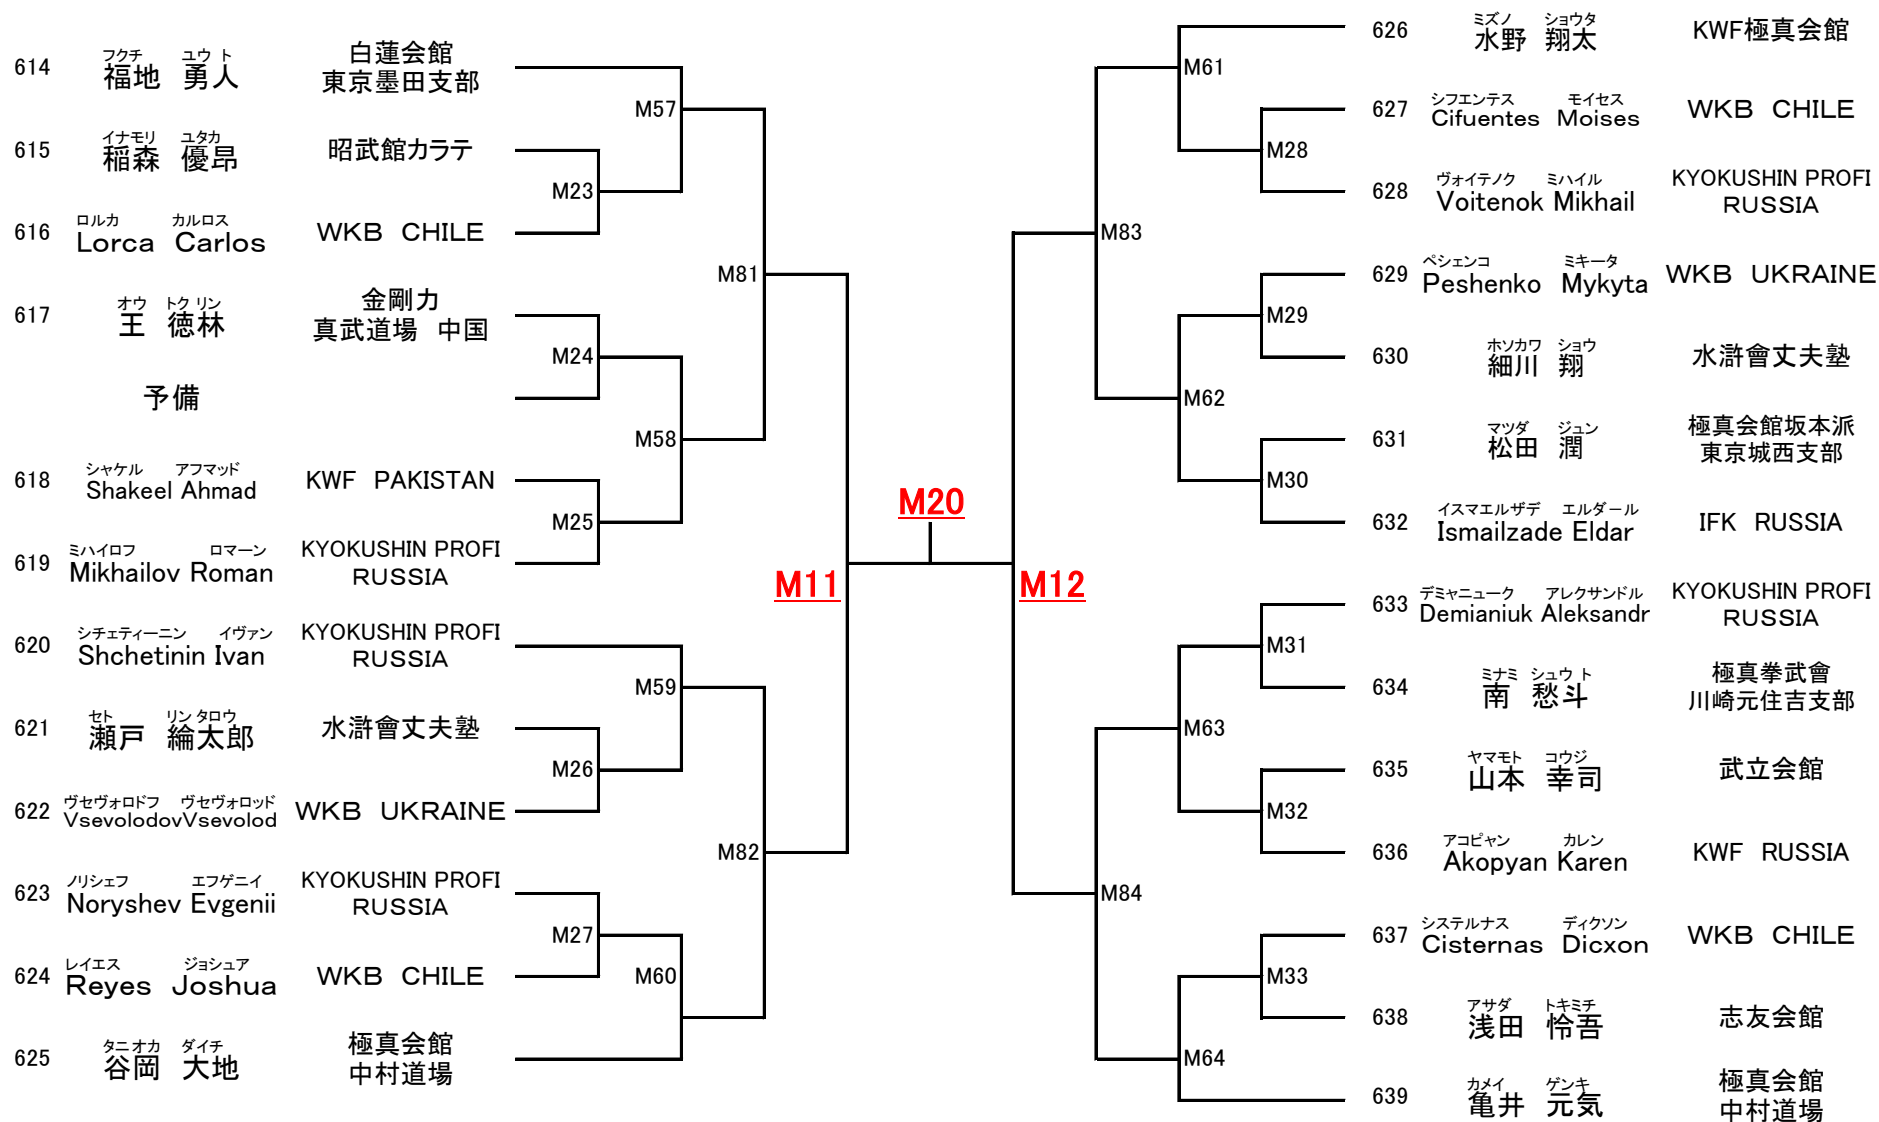 フクチ ユウ ト
614 福地 勇人 白蓮会館
東京墨田支部
M57
イナモリ ユタカ
615 稲森 優昂 昭武館カラテ
M23
ロルカ カルロス
616 Lorca Carlos WKB CHILE
M81
オウ トク リン
617 王 徳林 金剛力
真武道場 中国
M24
予備
M58
シャケル アフマッド
618 Shakeel Ahmad KWF PAKISTAN
M25
ミハイロフ ロマーン
619 Mikhailov Roman KYOKUSHIN PROFI
RUSSIA
M11
シチェティーニン イヴァン
620 Shchetinin Ivan KYOKUSHIN PROFI
RUSSIA
M59
セト リン タロウ
621 瀬戸 綸太郎 水滸會丈夫塾
M26
ヴセヴォロドフ ヴセヴォロッド
622 VsevolodovVsevolod WKB UKRAINE
M82
ノリシェフ エフゲニイ
623 Noryshev Evgenii KYOKUSHIN PROFI
RUSSIA
M27
レイエス ジョシュア
624 Reyes Joshua WKB CHILE
M60
タニオカ ダイチ
625 谷岡 大地 極真会館
中村道場
M20
ミズノ ショウタ
626 水野 翔太 KWF極真会館
M61
シフエンテス モイセス
627 Cifuentes Moises WKB CHILE
M28
ヴォイテノク ミハイル
628 Voitenok Mikhail KYOKUSHIN PROFI
RUSSIA
M83
ペシェンコ ミキータ
629 Peshenko Mykyta WKB UKRAINE
M29
ホソカワ ショウ
630 細川 翔 水滸會丈夫塾
M62
マツダ ジュン
631 松田 潤 極真会館坂本派
東京城西支部
M30
イスマエルザデ エルダール
632 Ismailzade Eldar IFK RUSSIA
M12
デミャニューク アレクサンドル
633 Demianiuk Aleksandr KYOKUSHIN PROFI
RUSSIA
M31
ミナミ シュウ ト
634 南 愁斗 極真拳武會
川崎元住吉支部
M63
ヤマモト コウジ
635 山本 幸司 武立会館
M32
アコピャン カレン
636 Akopyan Karen KWF RUSSIA
M84
システルナス ディクソン
637 Cisternas Dicxon WKB CHILE
M33
アサダ トキミチ
638 浅田 怜吾 志友会館
M64
カメイ ゲンキ
639 亀井 元気 極真会館
中村道場